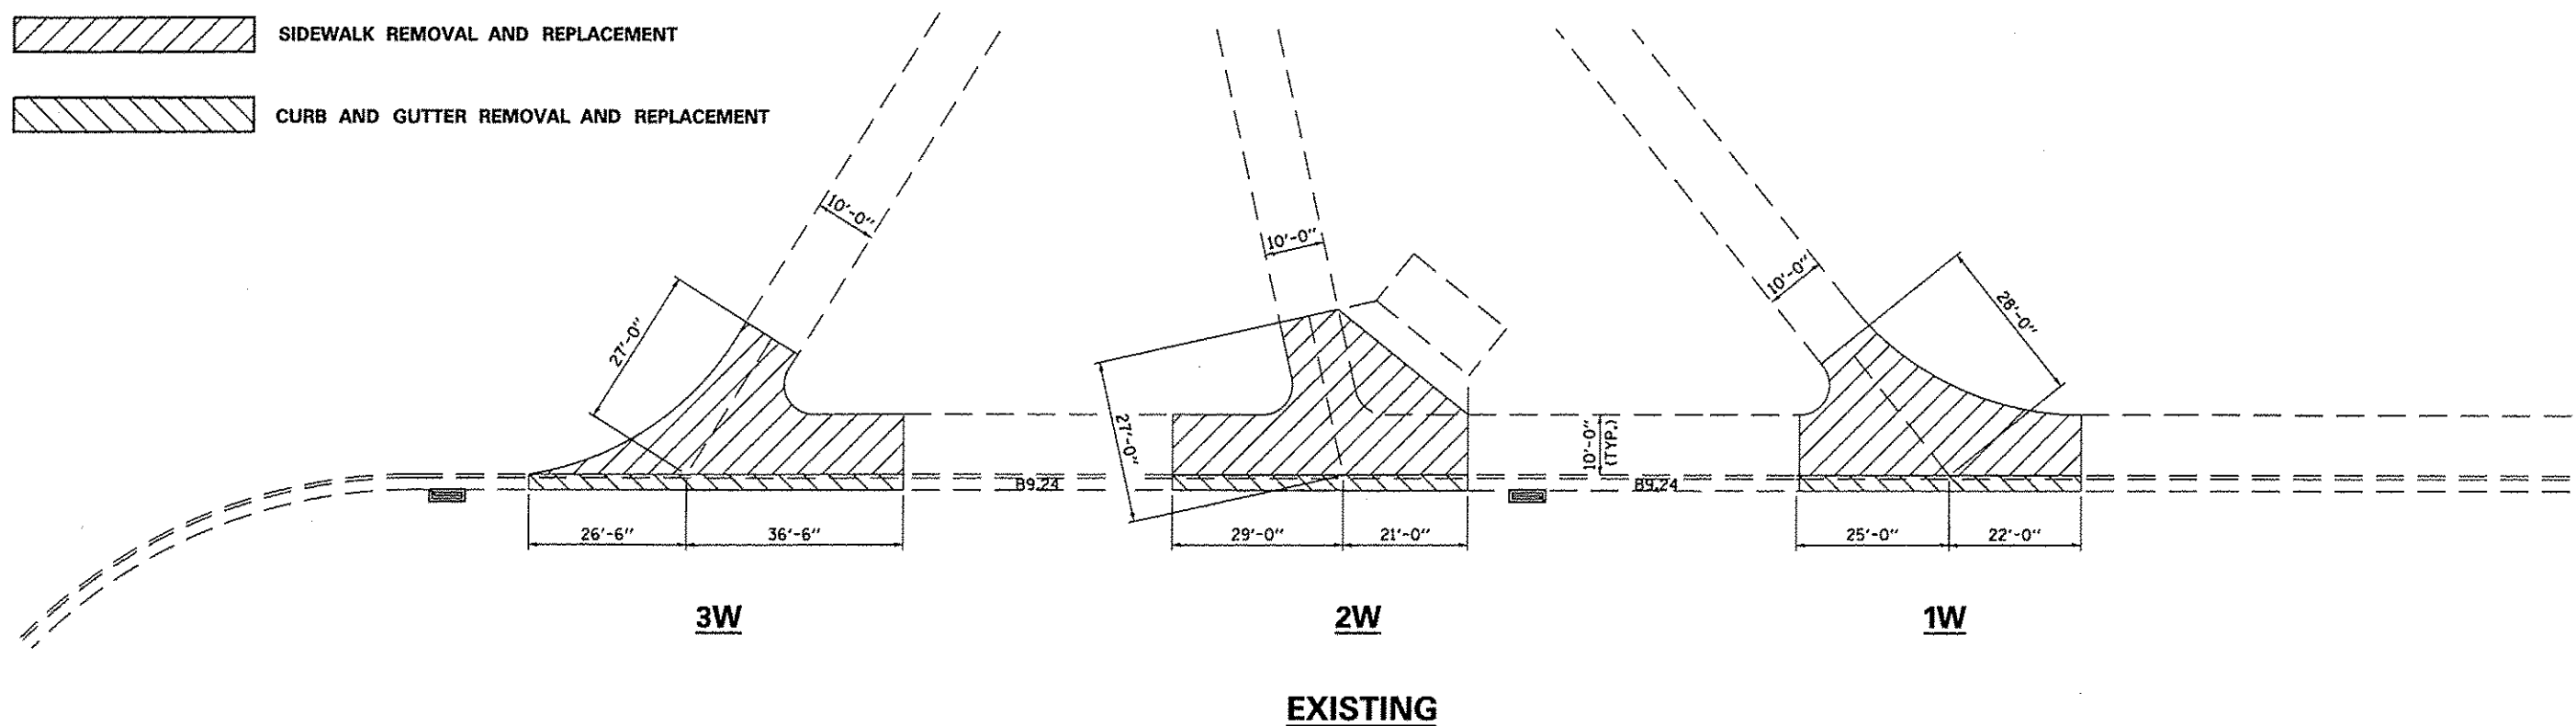 SIDEWALK REMOVAL AND REPLACEMENT
CURB AND GUTTER REMOVAL AND REPLACEMENT
10'-0"
10'-0"
10'-0"
27'-0"
27'-0"
28'-0"
10'-0"
(TYP.)
B9.24
B9.24
26'-6"
36'-6"
29'-0"
21'-0"
25'-0"
22'-0"
3W
2W
1W
EXISTING